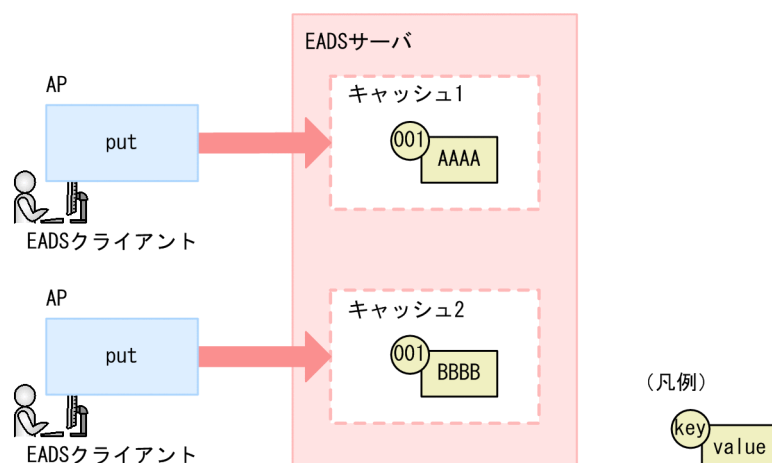 EADSサーバ
AP
キャッシュ1
put
001
AAAA
EADSクライアント
AP
キャッシュ2
put
001
BBBB
EADSクライアント
(凡例)
key
value